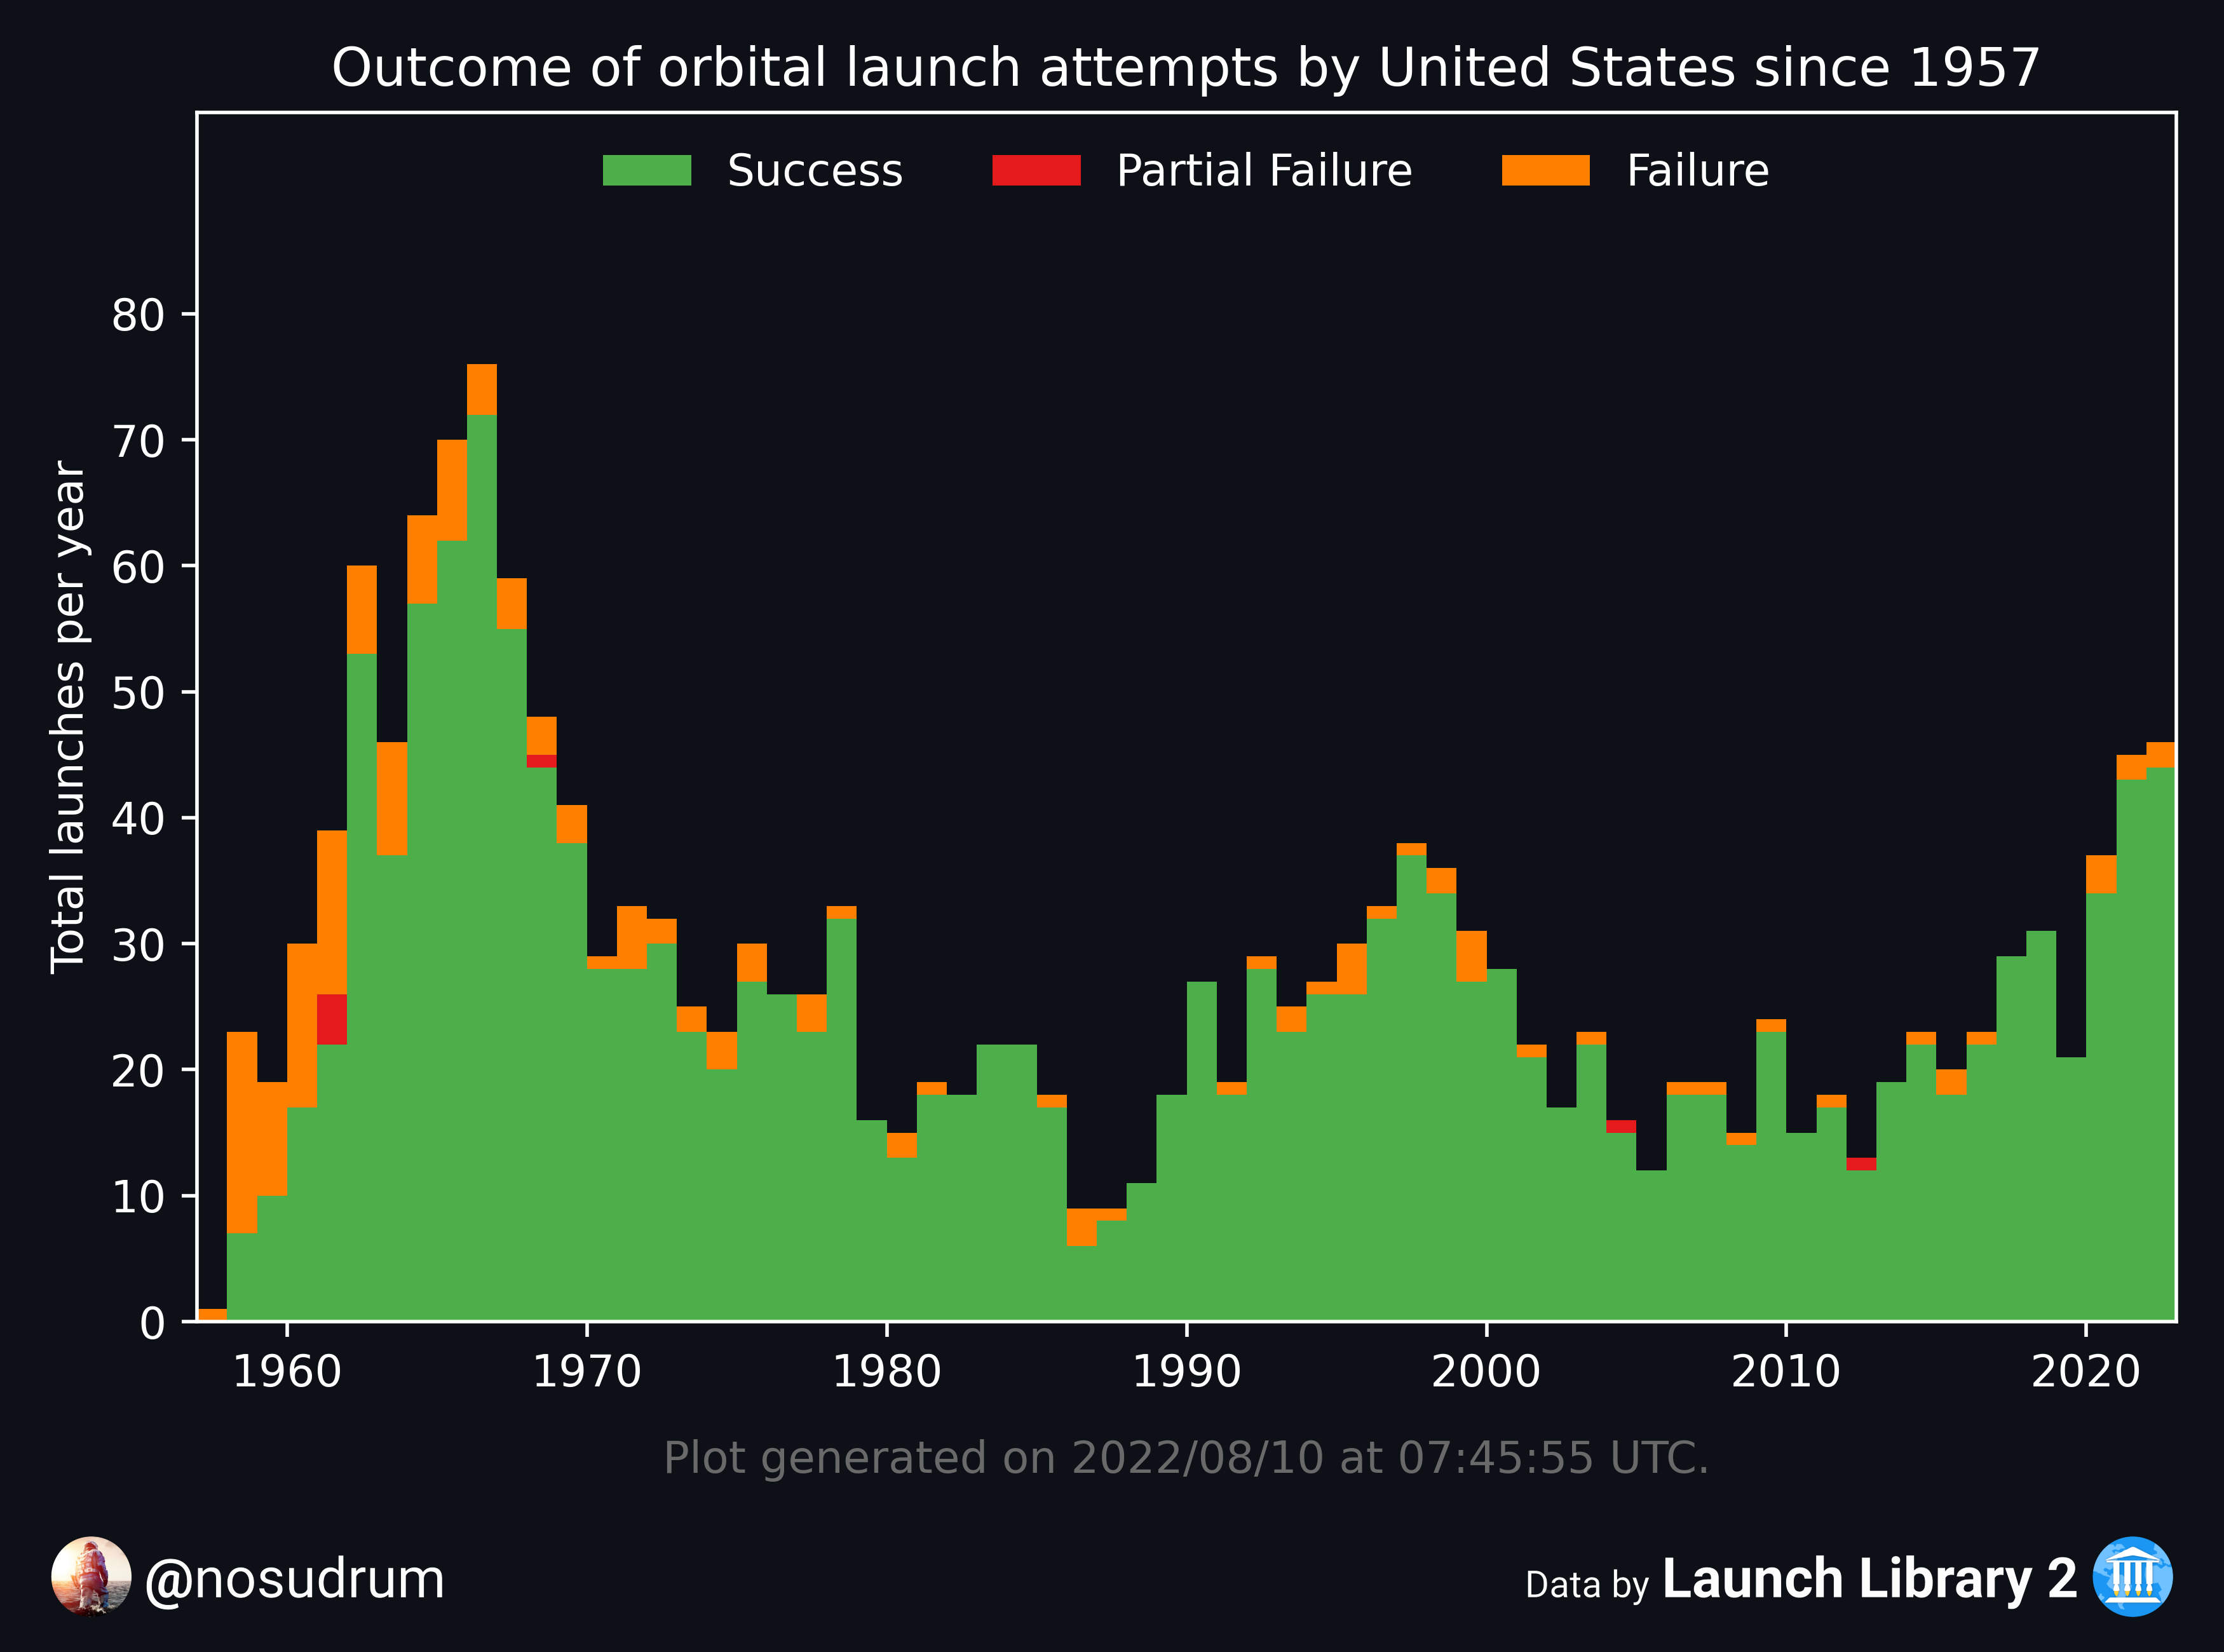 Outcome of orbital launch attempts by United States since 1957
Success Partial Failure Failure
Total launches per year
80
70
60
50
40
30
20
10
0
1960 1970 1980 1990 2000 2010 2020
Plot generated on 2022/08/10 at 07:45:55 UTC.
@nosudrum
Data by Launch Library 2